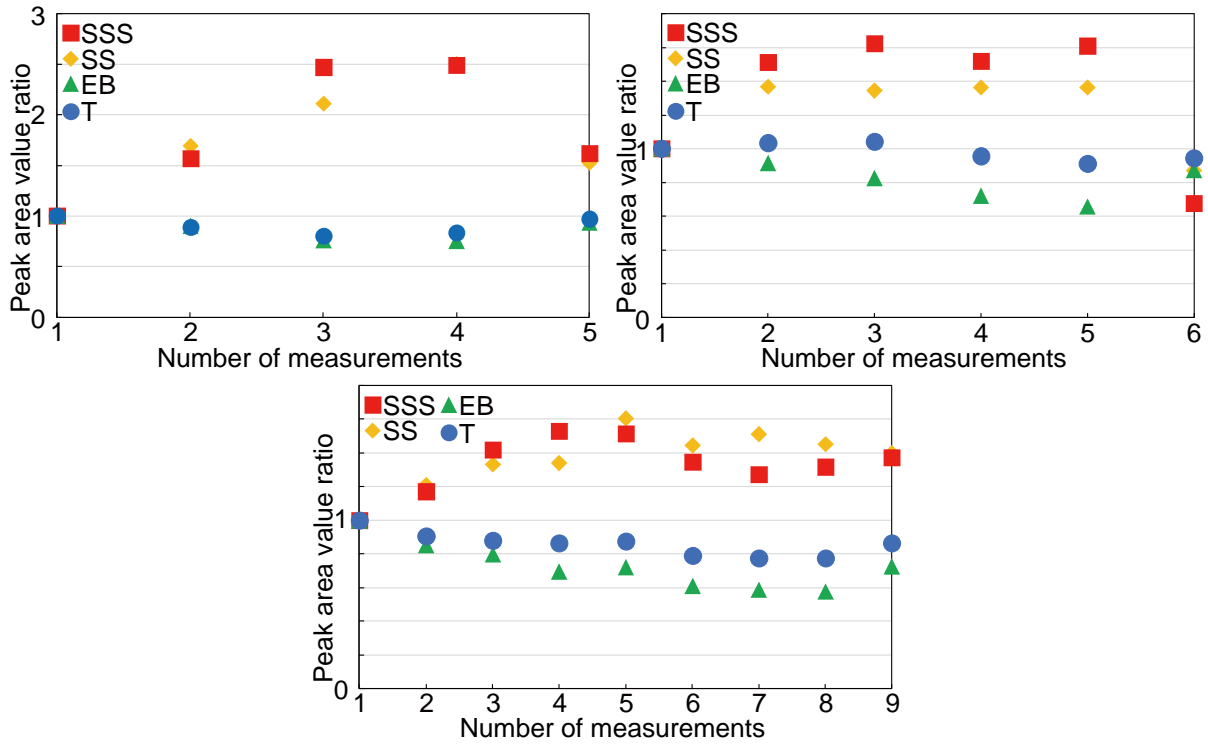 3
2
1
0
Peak area value ratio
SSS
SS
EB
T
1 2 3 4 5
Number of measurements
1
0
Peak area value ratio
SSS
SS
EB
T
1 2 3 4 5 6
Number of measurements
1
0
Peak area value ratio
SSS EB
SS T
1 2 3 4 5 6 7 8 9
Number of measurements